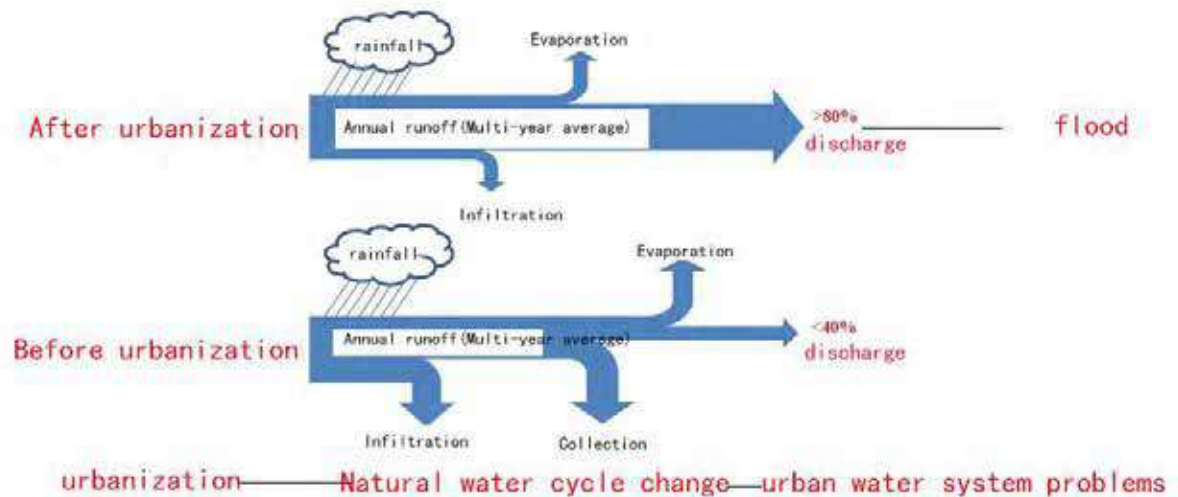 rainfall
Evaporation
After urbanization
Annual runoff(Multi-year average)
>80%
discharge
flood
Infiltration
rainfall
Evaporation
Before urbanization
Annual runoff(Multi-year average)
<40%
discharge
Infiltration
Collection
urbanization
Natural water cycle change
urban water system problems